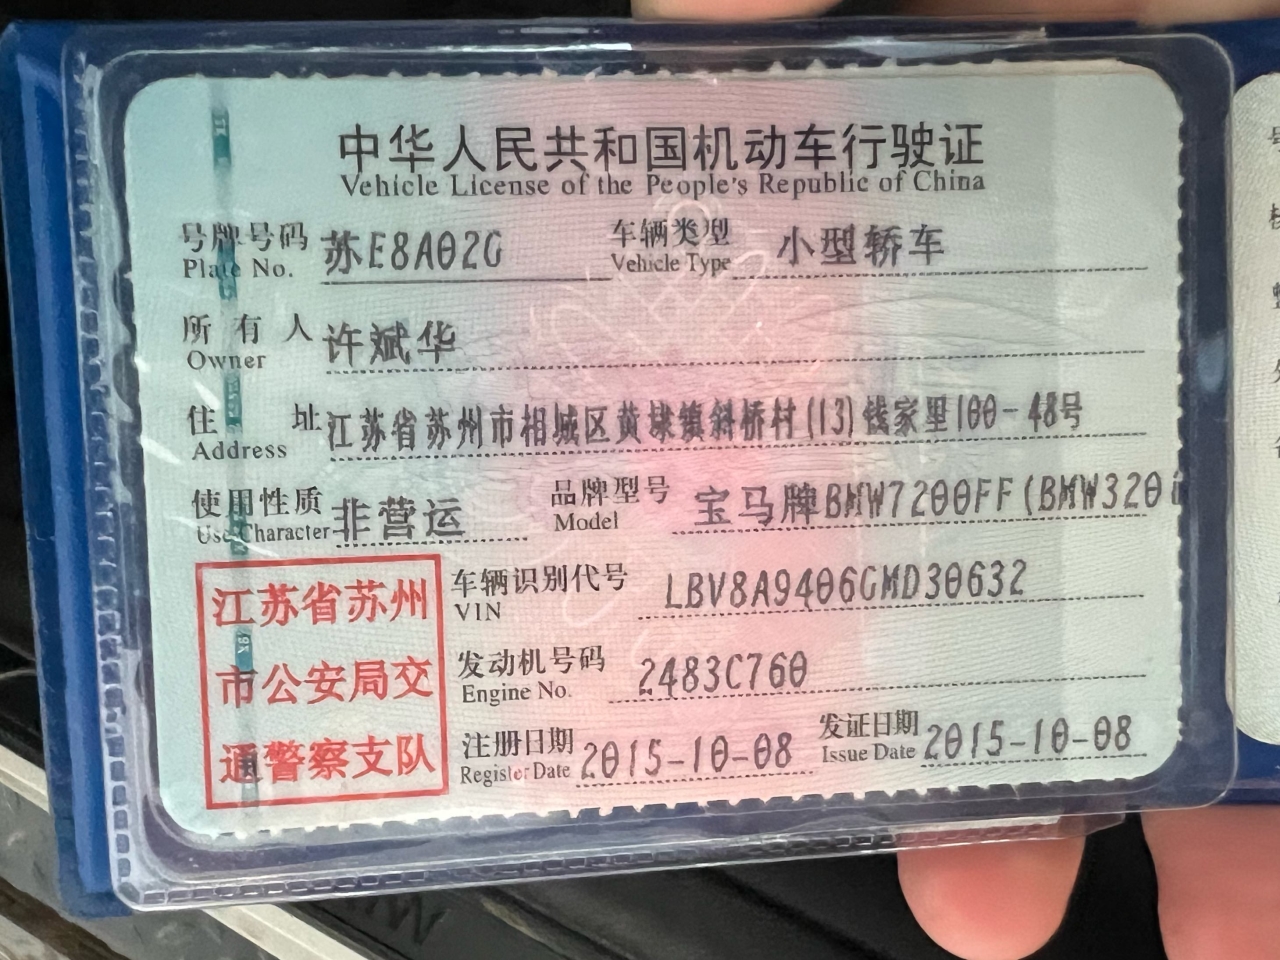 中华人民共和国机动车行驶证
Vehicle License of the People's Republic of China
号牌号码 苏E8A02G 车辆类型 小型轿车
Plate No. Vehicle Type
所有人 许斌华
Owner
住址 江苏省苏州市相城区黄埭镇斜桥村(13)钱家里100-48号
Address
使用性质 非营运 品牌型号 宝马牌BMW7200FF(BMW320i
Use Character Model
车辆识别代号 LBV8A9406GMD30632
VIN
发动机号码 2483C760
Engine No.
注册日期 2015-10-08 发证日期 2015-10-08
Register Date Issue Date
江苏省苏州
市公安局交
通警察支队